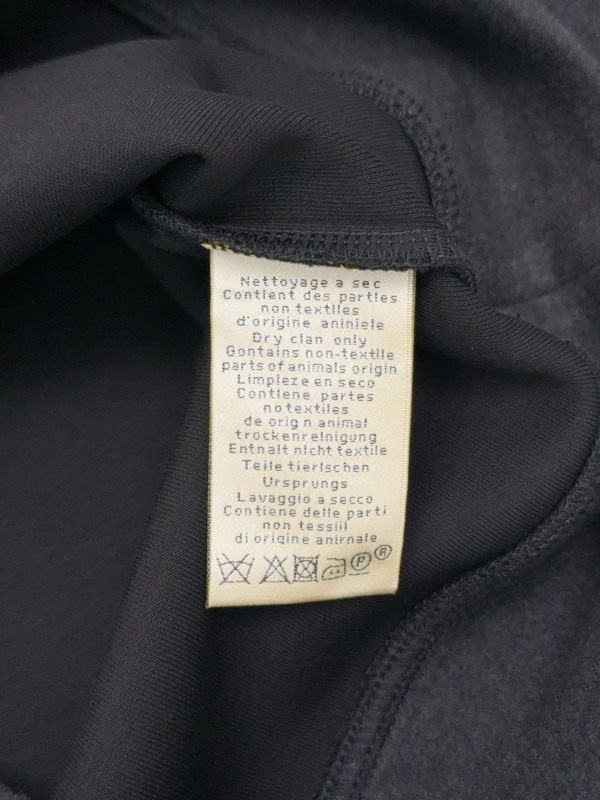 Nettoyage a sec
Contient des parties
non textiles
d'origine aniniele
Dry clan only
Gontains non-textile
parts of animals origin
Limpleze en seco
Contiene partes
no textiles
de orig n animal
trockenreinigung
Entnalt nicht textile
Teile tierischen
Ursprungs
Lavaggio a secco
Contiene delle parti
non tessili
di origine anirnale
P R